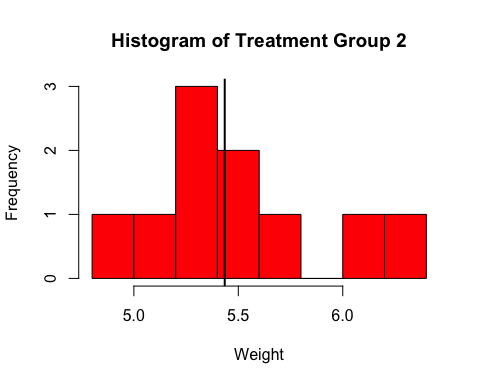 Histogram of Treatment Group 2
Frequency
3
2
1
0
5.0 5.5 6.0
Weight